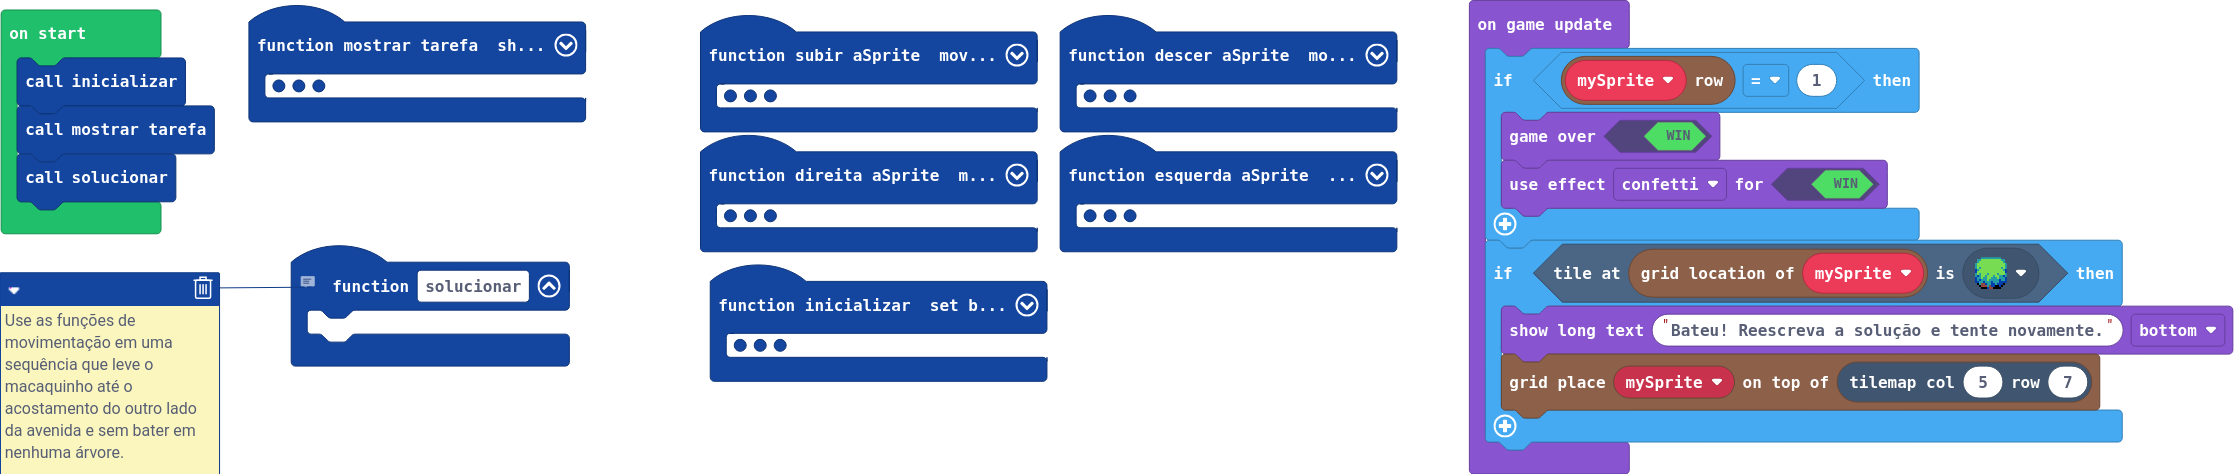 on start
call inicializar
call mostrar tarefa
call solucionar
function mostrar tarefa sh...
Use as funções de
movimentação em uma
sequência que leve o
macaquinho até o
acostamento do outro lado
da avenida e sem bater em
nenhuma árvore.
function solucionar
function subir aSprite mov...
function descer aSprite mo...
function direita aSprite m...
function esquerda aSprite ...
function inicializar set b...
on game update
if mySprite row = 1 then
game over WIN
use effect confetti for WIN
if tile at grid location of mySprite is then
show long text "Bateu! Reescreva a solução e tente novamente." bottom
grid place mySprite on top of tilemap col 5 row 7